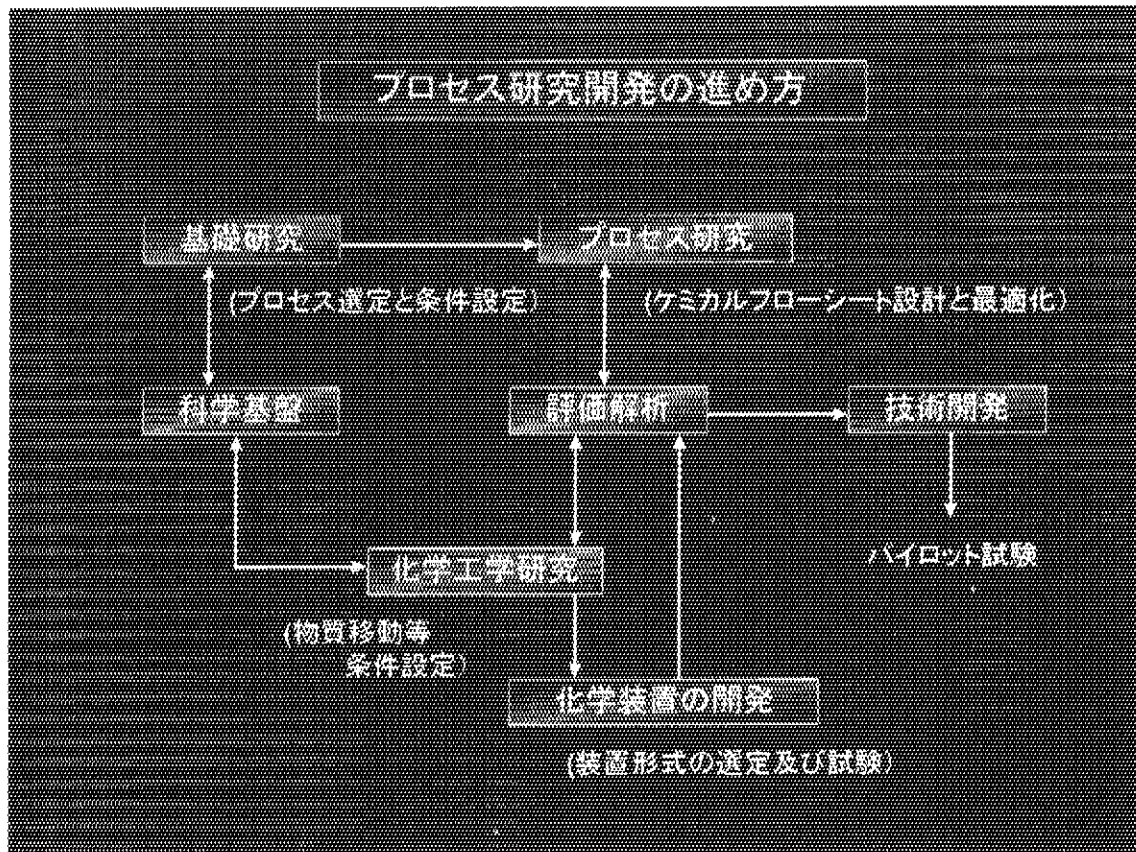 プロセス研究開発の進め方
基礎研究
プロセス研究
(プロセス選定と条件設定)
(ケミカルフローシート設計と最適化)
科学基盤
評価解析
技術開発
化学工学研究
パイロット試験
(物質移動等
条件設定)
化学装置の開発
(装置形式の選定及び試験)